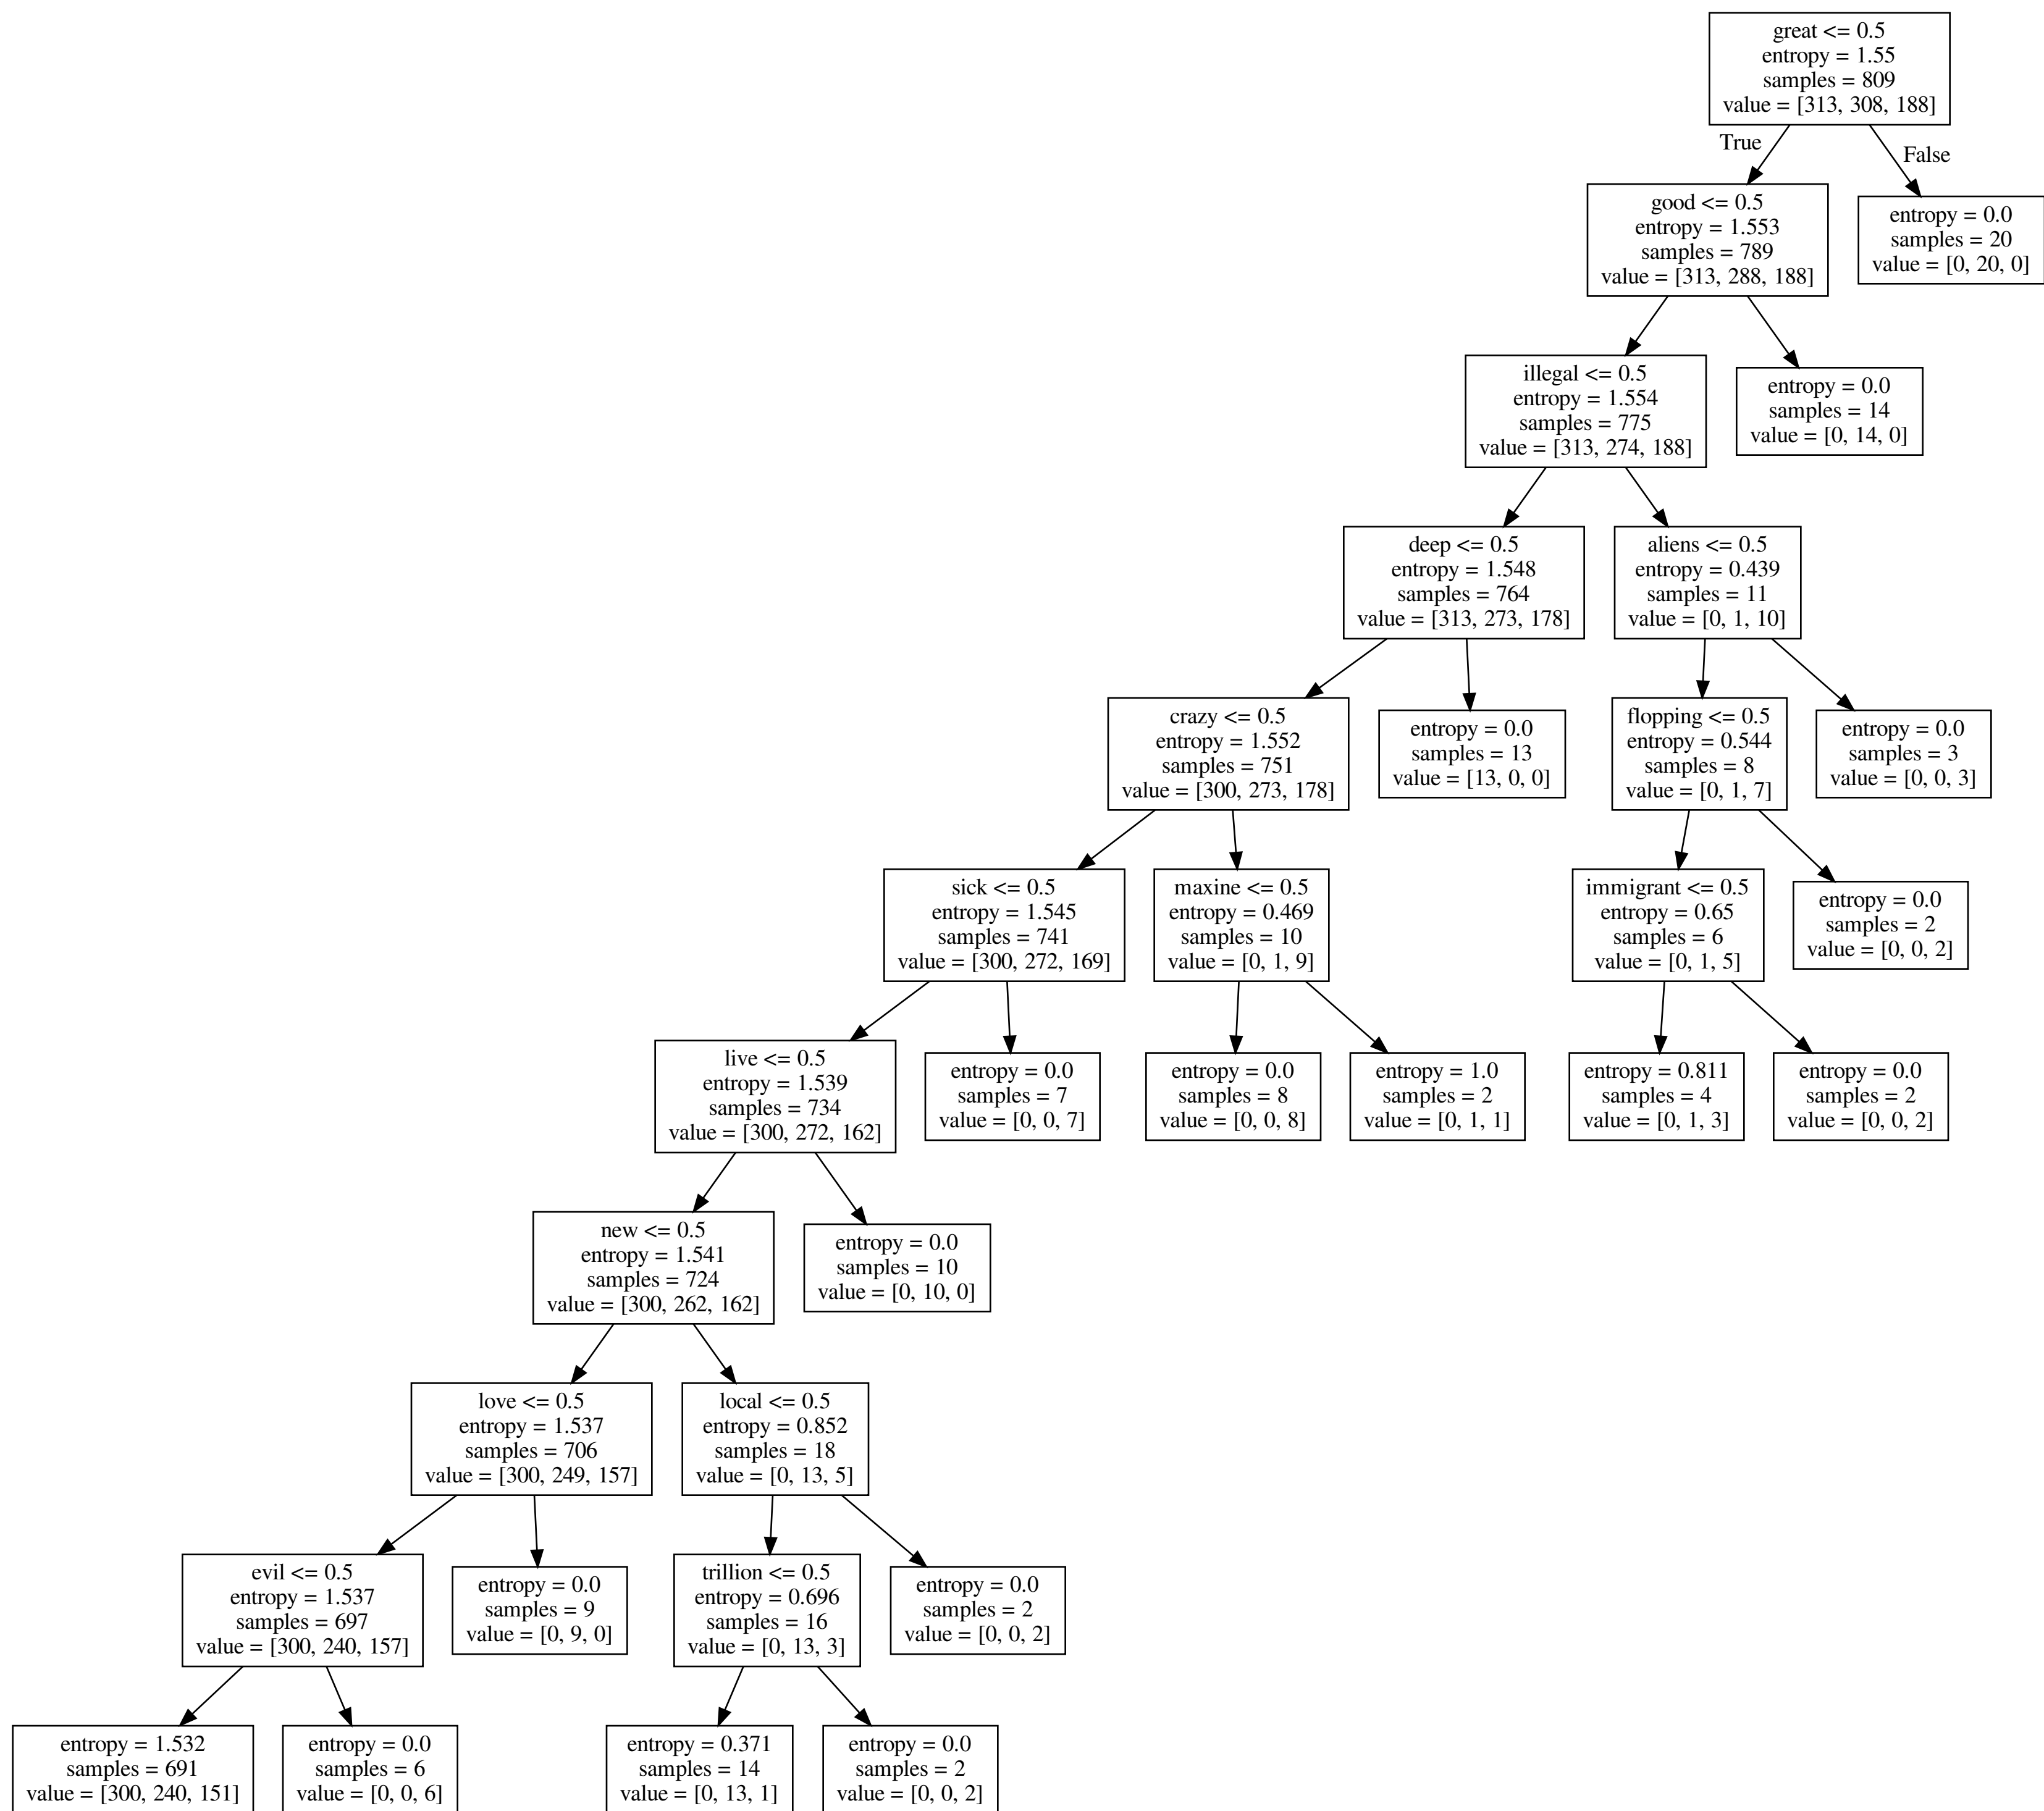 great <= 0.5
entropy = 1.55
samples = 809
value = [313, 308, 188]
True
False
good <= 0.5
entropy = 1.553
samples = 789
value = [313, 288, 188]
entropy = 0.0
samples = 20
value = [0, 20, 0]
illegal <= 0.5
entropy = 1.554
samples = 775
value = [313, 274, 188]
entropy = 0.0
samples = 14
value = [0, 14, 0]
deep <= 0.5
entropy = 1.548
samples = 764
value = [313, 273, 178]
aliens <= 0.5
entropy = 0.439
samples = 11
value = [0, 1, 10]
crazy <= 0.5
entropy = 1.552
samples = 751
value = [300, 273, 178]
entropy = 0.0
samples = 13
value = [13, 0, 0]
flopping <= 0.5
entropy = 0.544
samples = 8
value = [0, 1, 7]
entropy = 0.0
samples = 3
value = [0, 0, 3]
sick <= 0.5
entropy = 1.545
samples = 741
value = [300, 272, 169]
maxine <= 0.5
entropy = 0.469
samples = 10
value = [0, 1, 9]
immigrant <= 0.5
entropy = 0.65
samples = 6
value = [0, 1, 5]
entropy = 0.0
samples = 2
value = [0, 0, 2]
live <= 0.5
entropy = 1.539
samples = 734
value = [300, 272, 162]
entropy = 0.0
samples = 7
value = [0, 0, 7]
entropy = 0.0
samples = 8
value = [0, 0, 8]
entropy = 1.0
samples = 2
value = [0, 1, 1]
entropy = 0.811
samples = 4
value = [0, 1, 3]
entropy = 0.0
samples = 2
value = [0, 0, 2]
new <= 0.5
entropy = 1.541
samples = 724
value = [300, 262, 162]
entropy = 0.0
samples = 10
value = [0, 10, 0]
love <= 0.5
entropy = 1.537
samples = 706
value = [300, 249, 157]
local <= 0.5
entropy = 0.852
samples = 18
value = [0, 13, 5]
evil <= 0.5
entropy = 1.537
samples = 697
value = [300, 240, 157]
entropy = 0.0
samples = 9
value = [0, 9, 0]
trillion <= 0.5
entropy = 0.696
samples = 16
value = [0, 13, 3]
entropy = 0.0
samples = 2
value = [0, 0, 2]
entropy = 1.532
samples = 691
value = [300, 240, 151]
entropy = 0.0
samples = 6
value = [0, 0, 6]
entropy = 0.371
samples = 14
value = [0, 13, 1]
entropy = 0.0
samples = 2
value = [0, 0, 2]